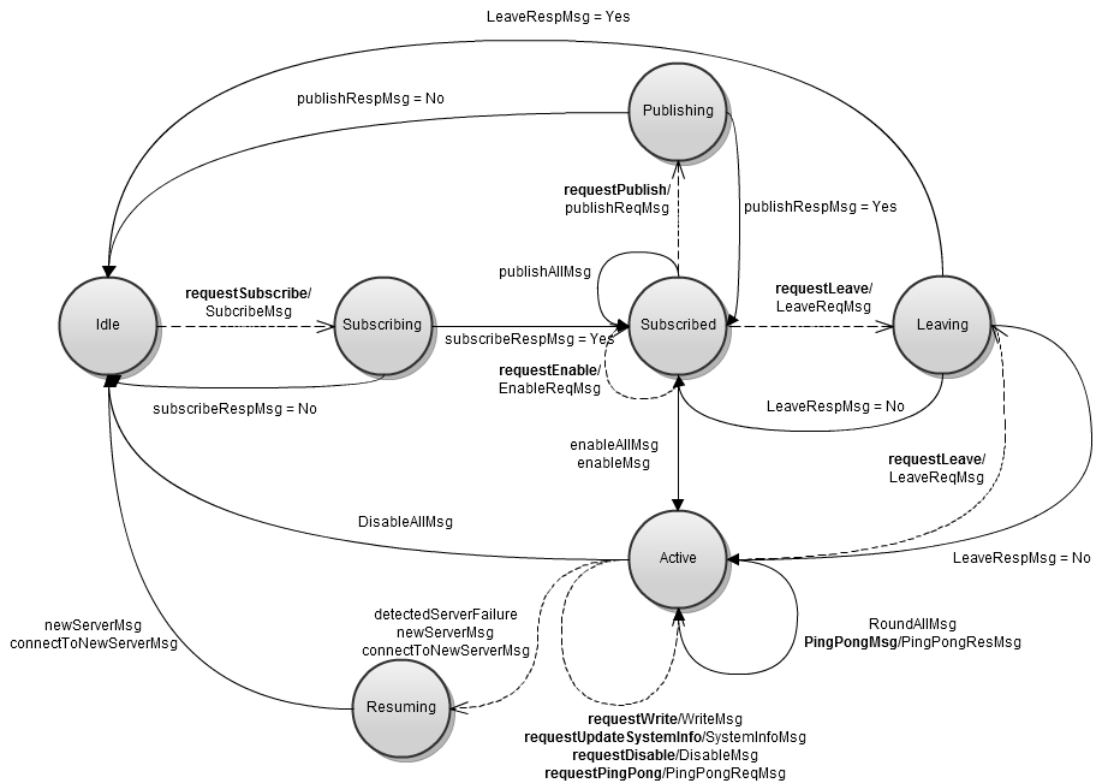 LeaveRespMsg = Yes
publishRespMsg = No
Publishing
requestPublish/
publishReqMsg
publishRespMsg = Yes
publishAllMsg
requestSubscribe/
SubcribeMsg
requestLeave/
LeaveReqMsg
Idle
Subscribing
Subscribed
Leaving
subscribeRespMsg = Yes
requestEnable/
EnableReqMsg
subscribeRespMsg = No
LeaveRespMsg = No
enableAllMsg
enableMsg
requestLeave/
LeaveReqMsg
DisableAllMsg
Active
LeaveRespMsg = No
detectedServerFailure
newServerMsg
connectToNewServerMsg
newServerMsg
connectToNewServerMsg
RoundAllMsg
PingPongMsg/PingPongResMsg
Resuming
requestWrite/WriteMsg
requestUpdateSystemInfo/SystemInfoMsg
requestDisable/DisableMsg
requestPingPong/PingPongReqMsg